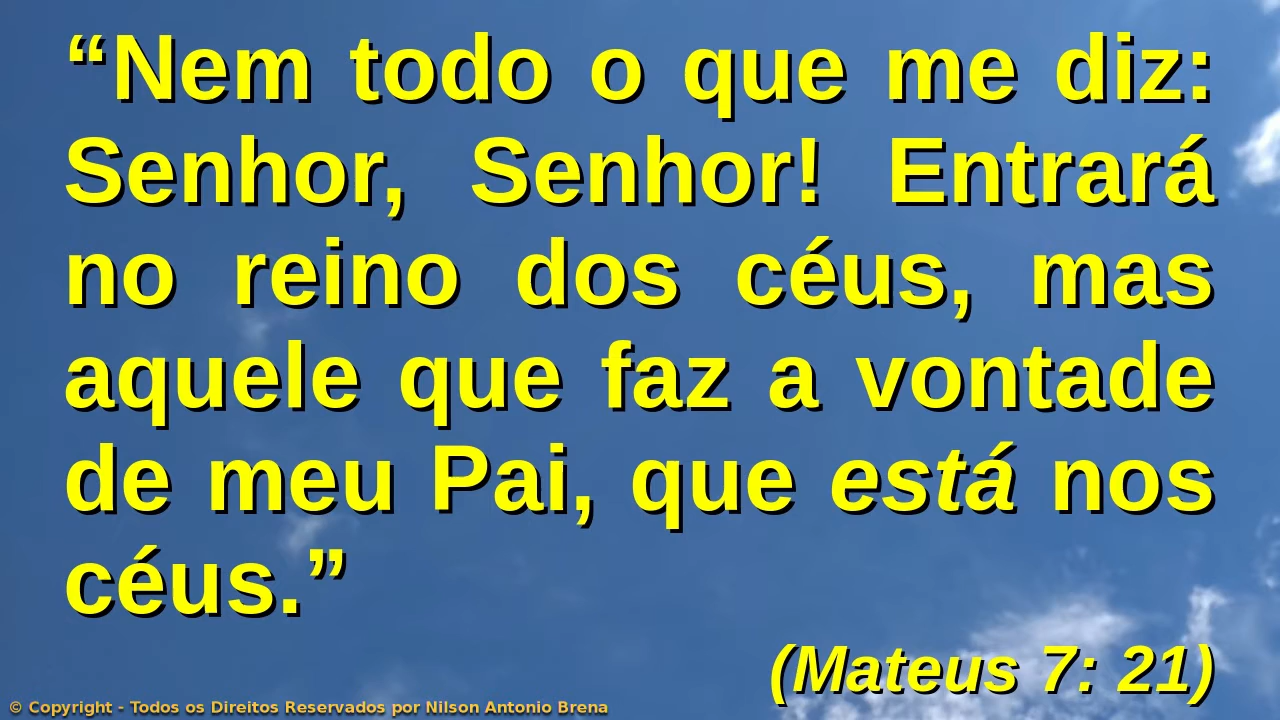 “Nem todo o que me diz:
Senhor, Senhor! Entrará
no reino dos céus, mas
aquele que faz a vontade
de meu Pai, que está nos
céus.”
(Mateus 7: 21)
© Copyright - Todos os Direitos Reservados por Nilson Antonio Brena